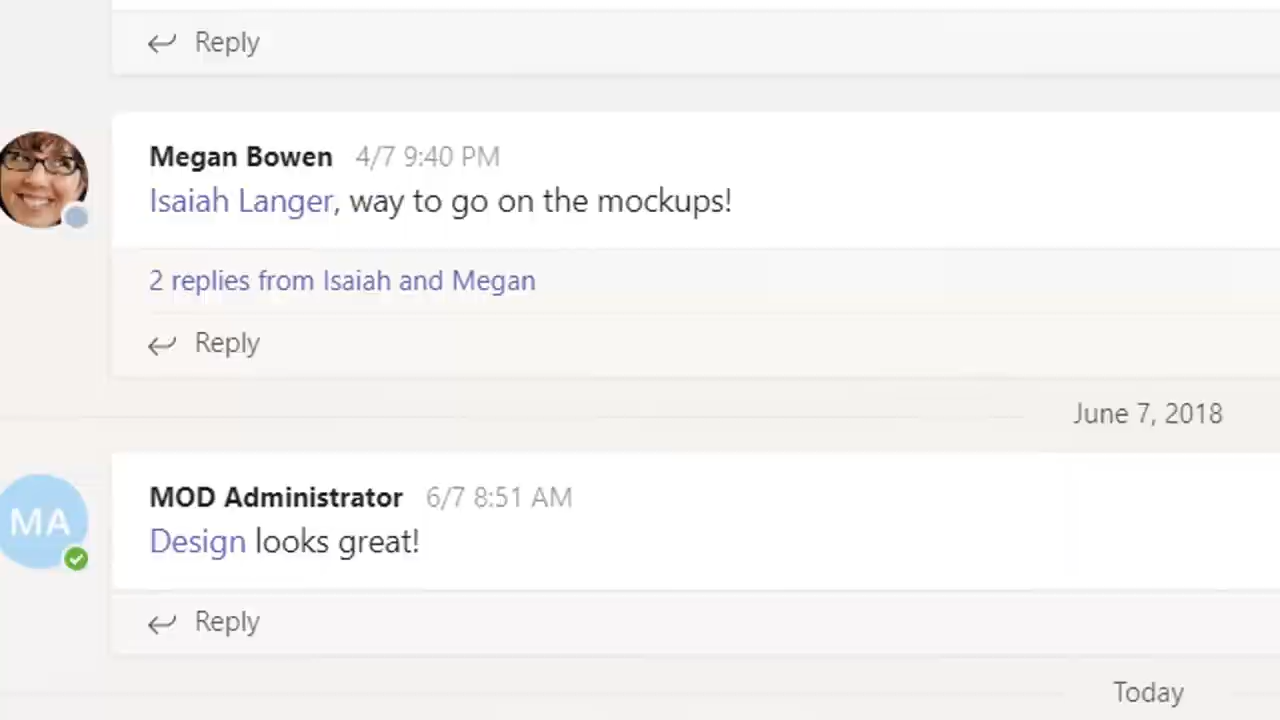 Reply
Megan Bowen 4/7 9:40 PM
Isaiah Langer, way to go on the mockups!
2 replies from Isaiah and Megan
Reply
June 7, 2018
MA
MOD Administrator 6/7 8:51 AM
Design looks great!
Reply
Today